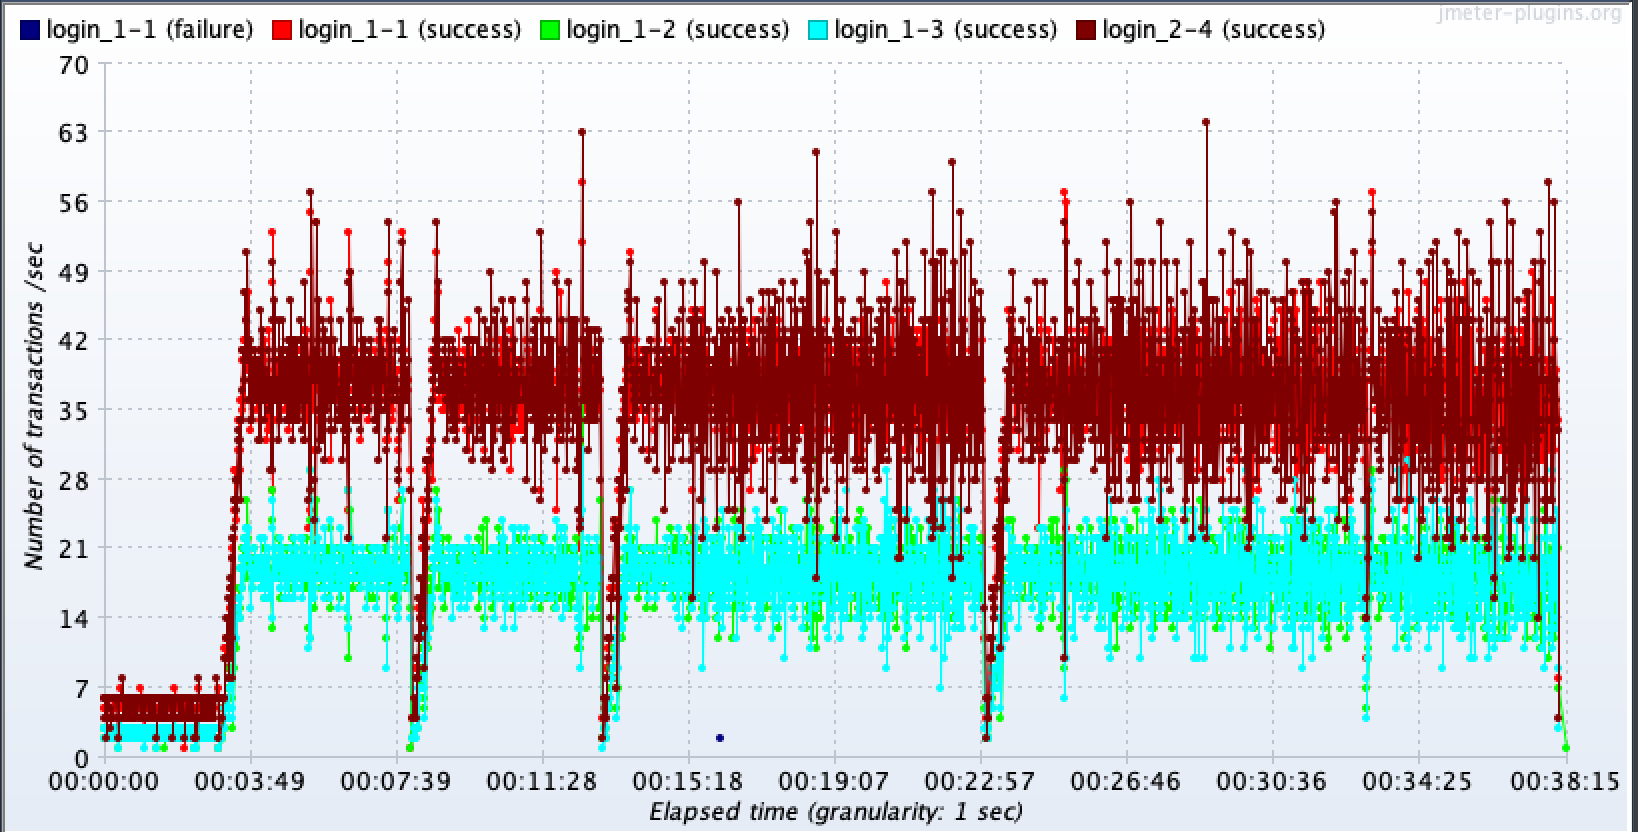 jmeter-plugins.org
login_1-1 (failure) login_1-1 (success) login_1-2 (success) login_1-3 (success) login_2-4 (success)
70
63
56
49
42
35
28
21
14
7
0
Number of transactions /sec
00:00:00 00:03:49 00:07:39 00:11:28 00:15:18 00:19:07 00:22:57 00:26:46 00:30:36 00:34:25 00:38:15
Elapsed time (granularity: 1 sec)